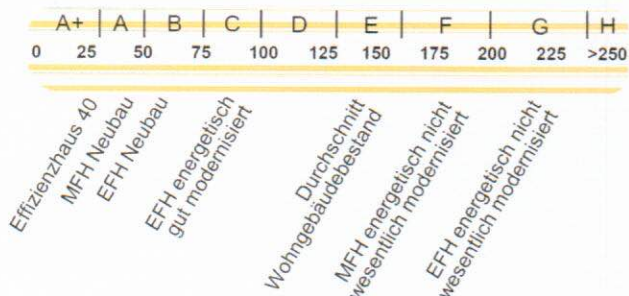 A+ A B C D E F G H
0 25 50 75 100 125 150 175 200 225 >250
Effizienzhaus 40
MFH Neubau
EFH Neubau
EFH energetisch
gut modernisiert
Durchschnitt
Wohngebäudebestand
MFH energetisch nicht
wesentlich modernisiert
EFH energetisch nicht
wesentlich modernisiert